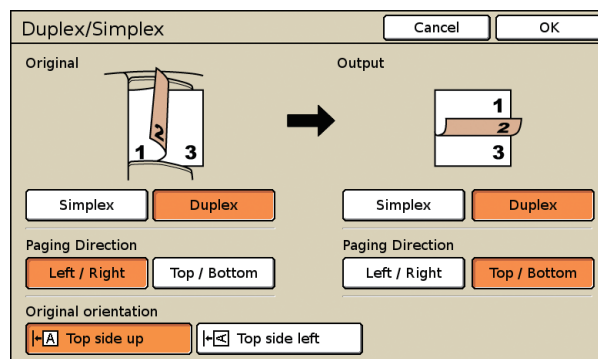 Duplex/Simplex
Cancel
OK
Original
Output
1
2
3
1
2
3
Simplex
Duplex
Simplex
Duplex
Paging Direction
Paging Direction
Left / Right
Top / Bottom
Left / Right
Top / Bottom
Original orientation
A Top side up
A Top side left